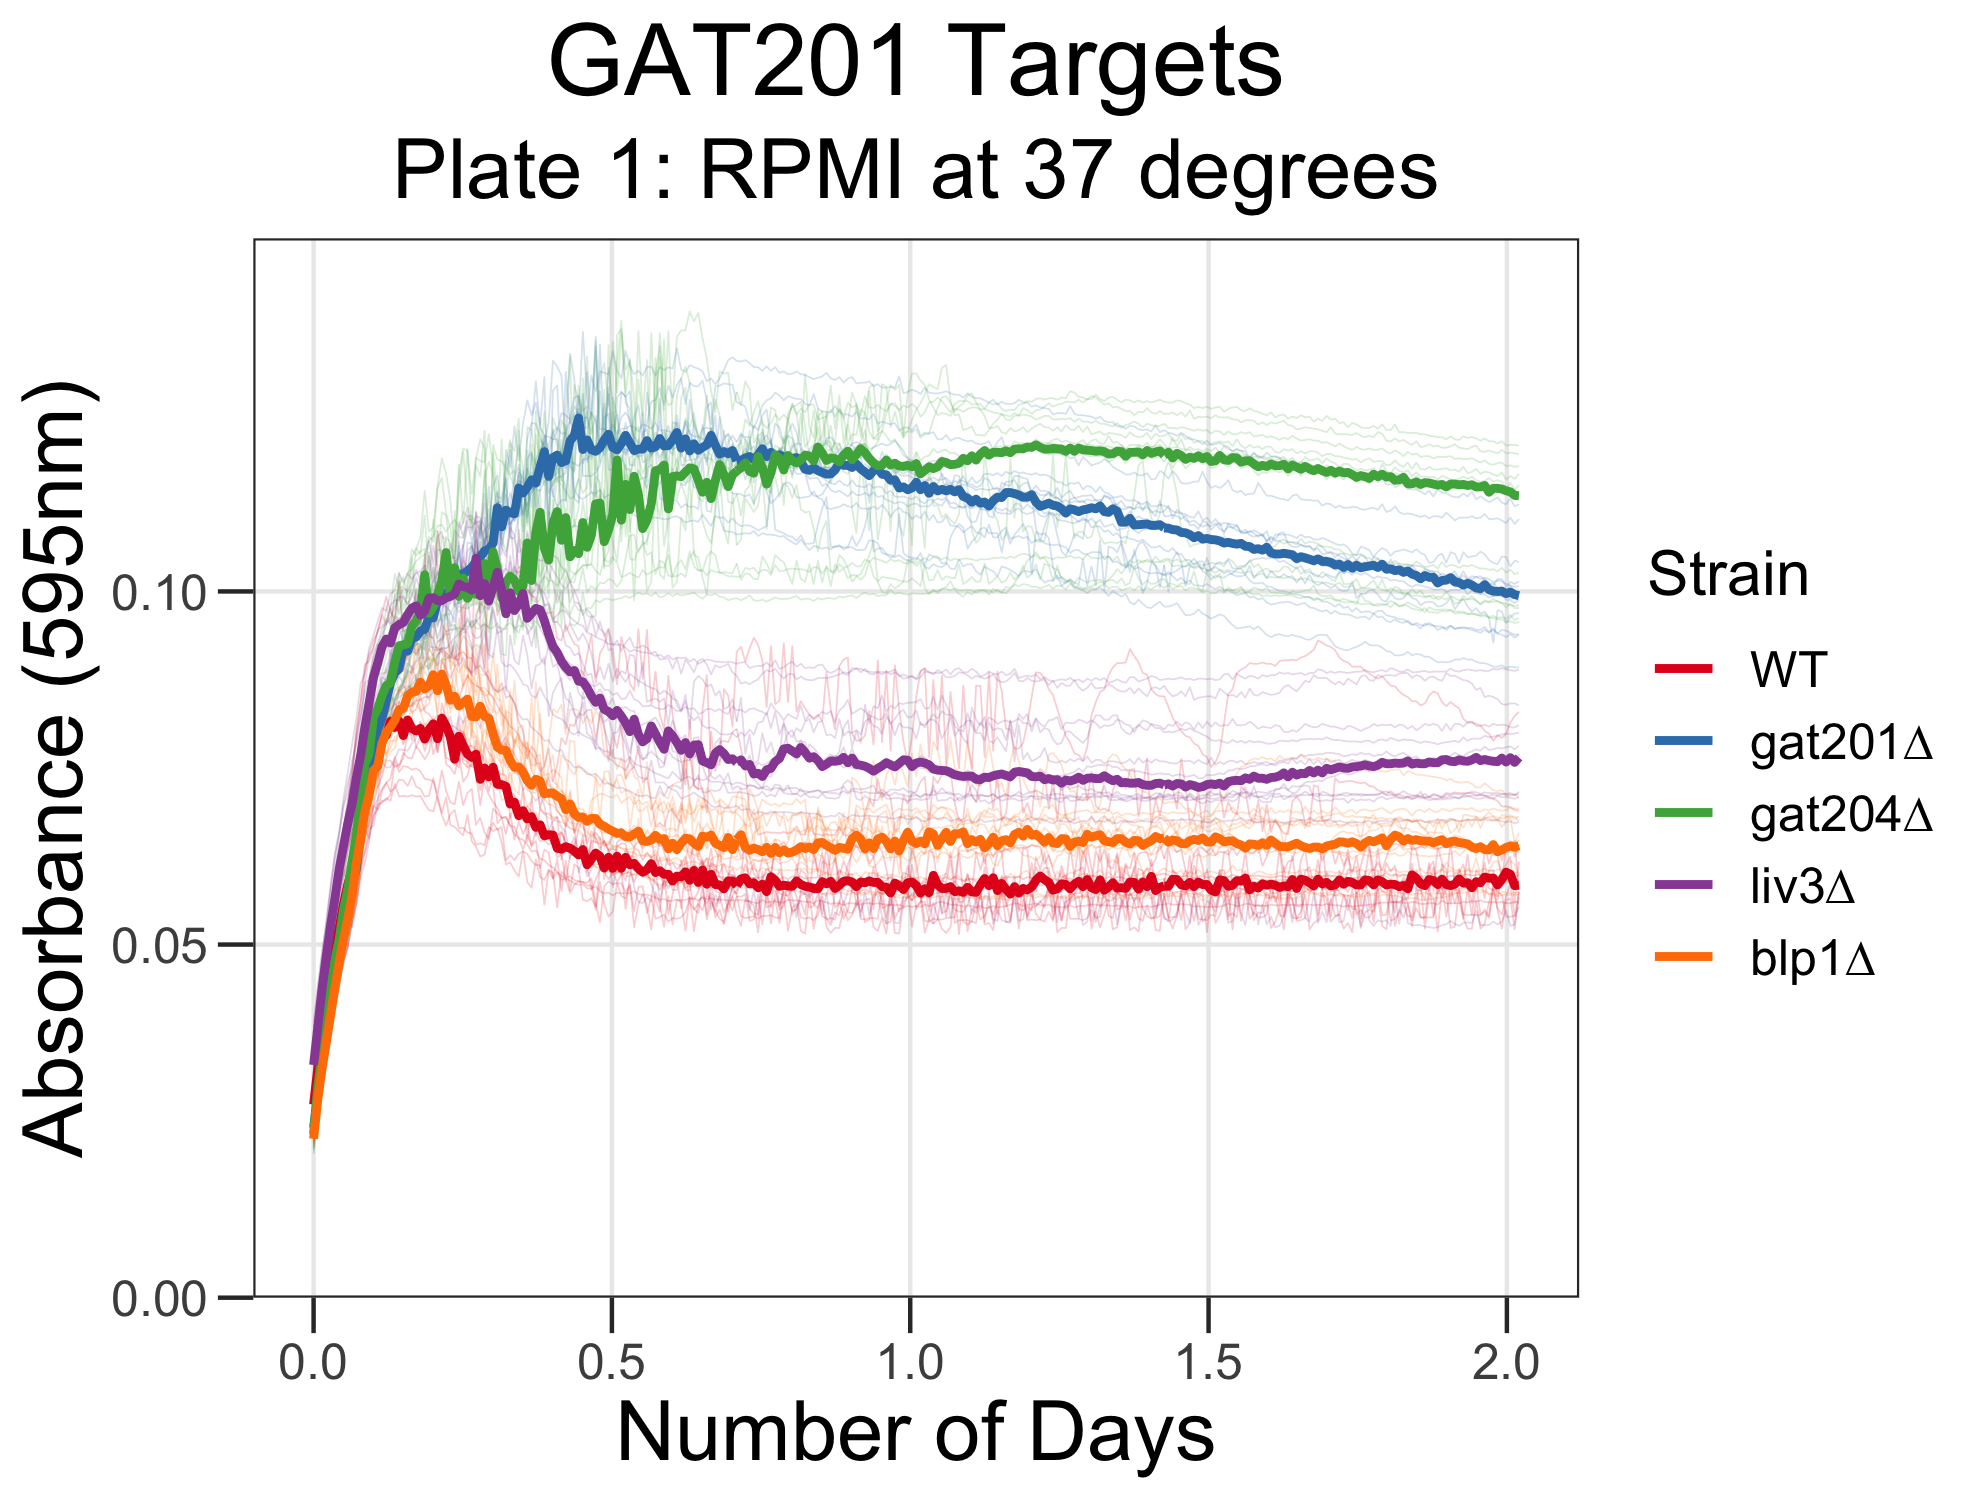 GAT201 Targets
Plate 1: RPMI at 37 degrees
Absorbance (595nm)
0.10
0.05
0.00
0.0 0.5 1.0 1.5 2.0
Number of Days
Strain
WT
gat201Δ
gat204Δ
liv3Δ
blp1Δ